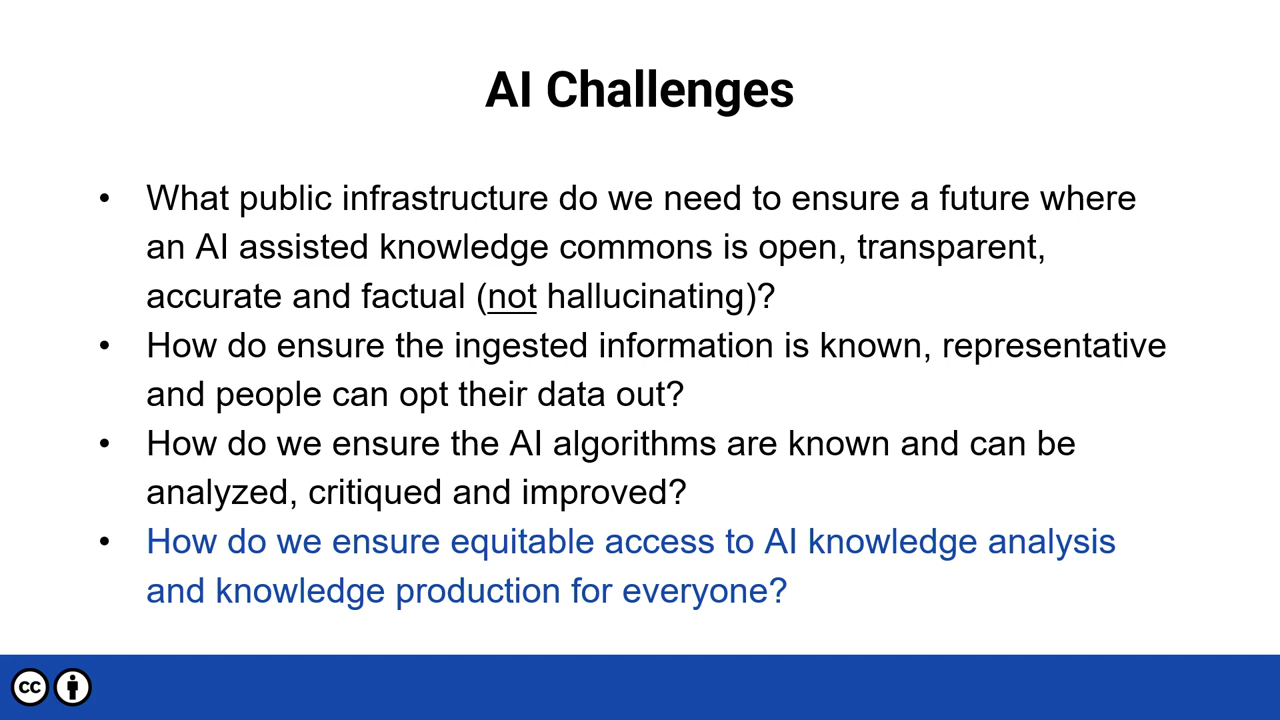 AI Challenges
• What public infrastructure do we need to ensure a future where
an AI assisted knowledge commons is open, transparent,
accurate and factual (not hallucinating)?
• How do ensure the ingested information is known, representative
and people can opt their data out?
• How do we ensure the AI algorithms are known and can be
analyzed, critiqued and improved?
• How do we ensure equitable access to AI knowledge analysis
and knowledge production for everyone?
cc